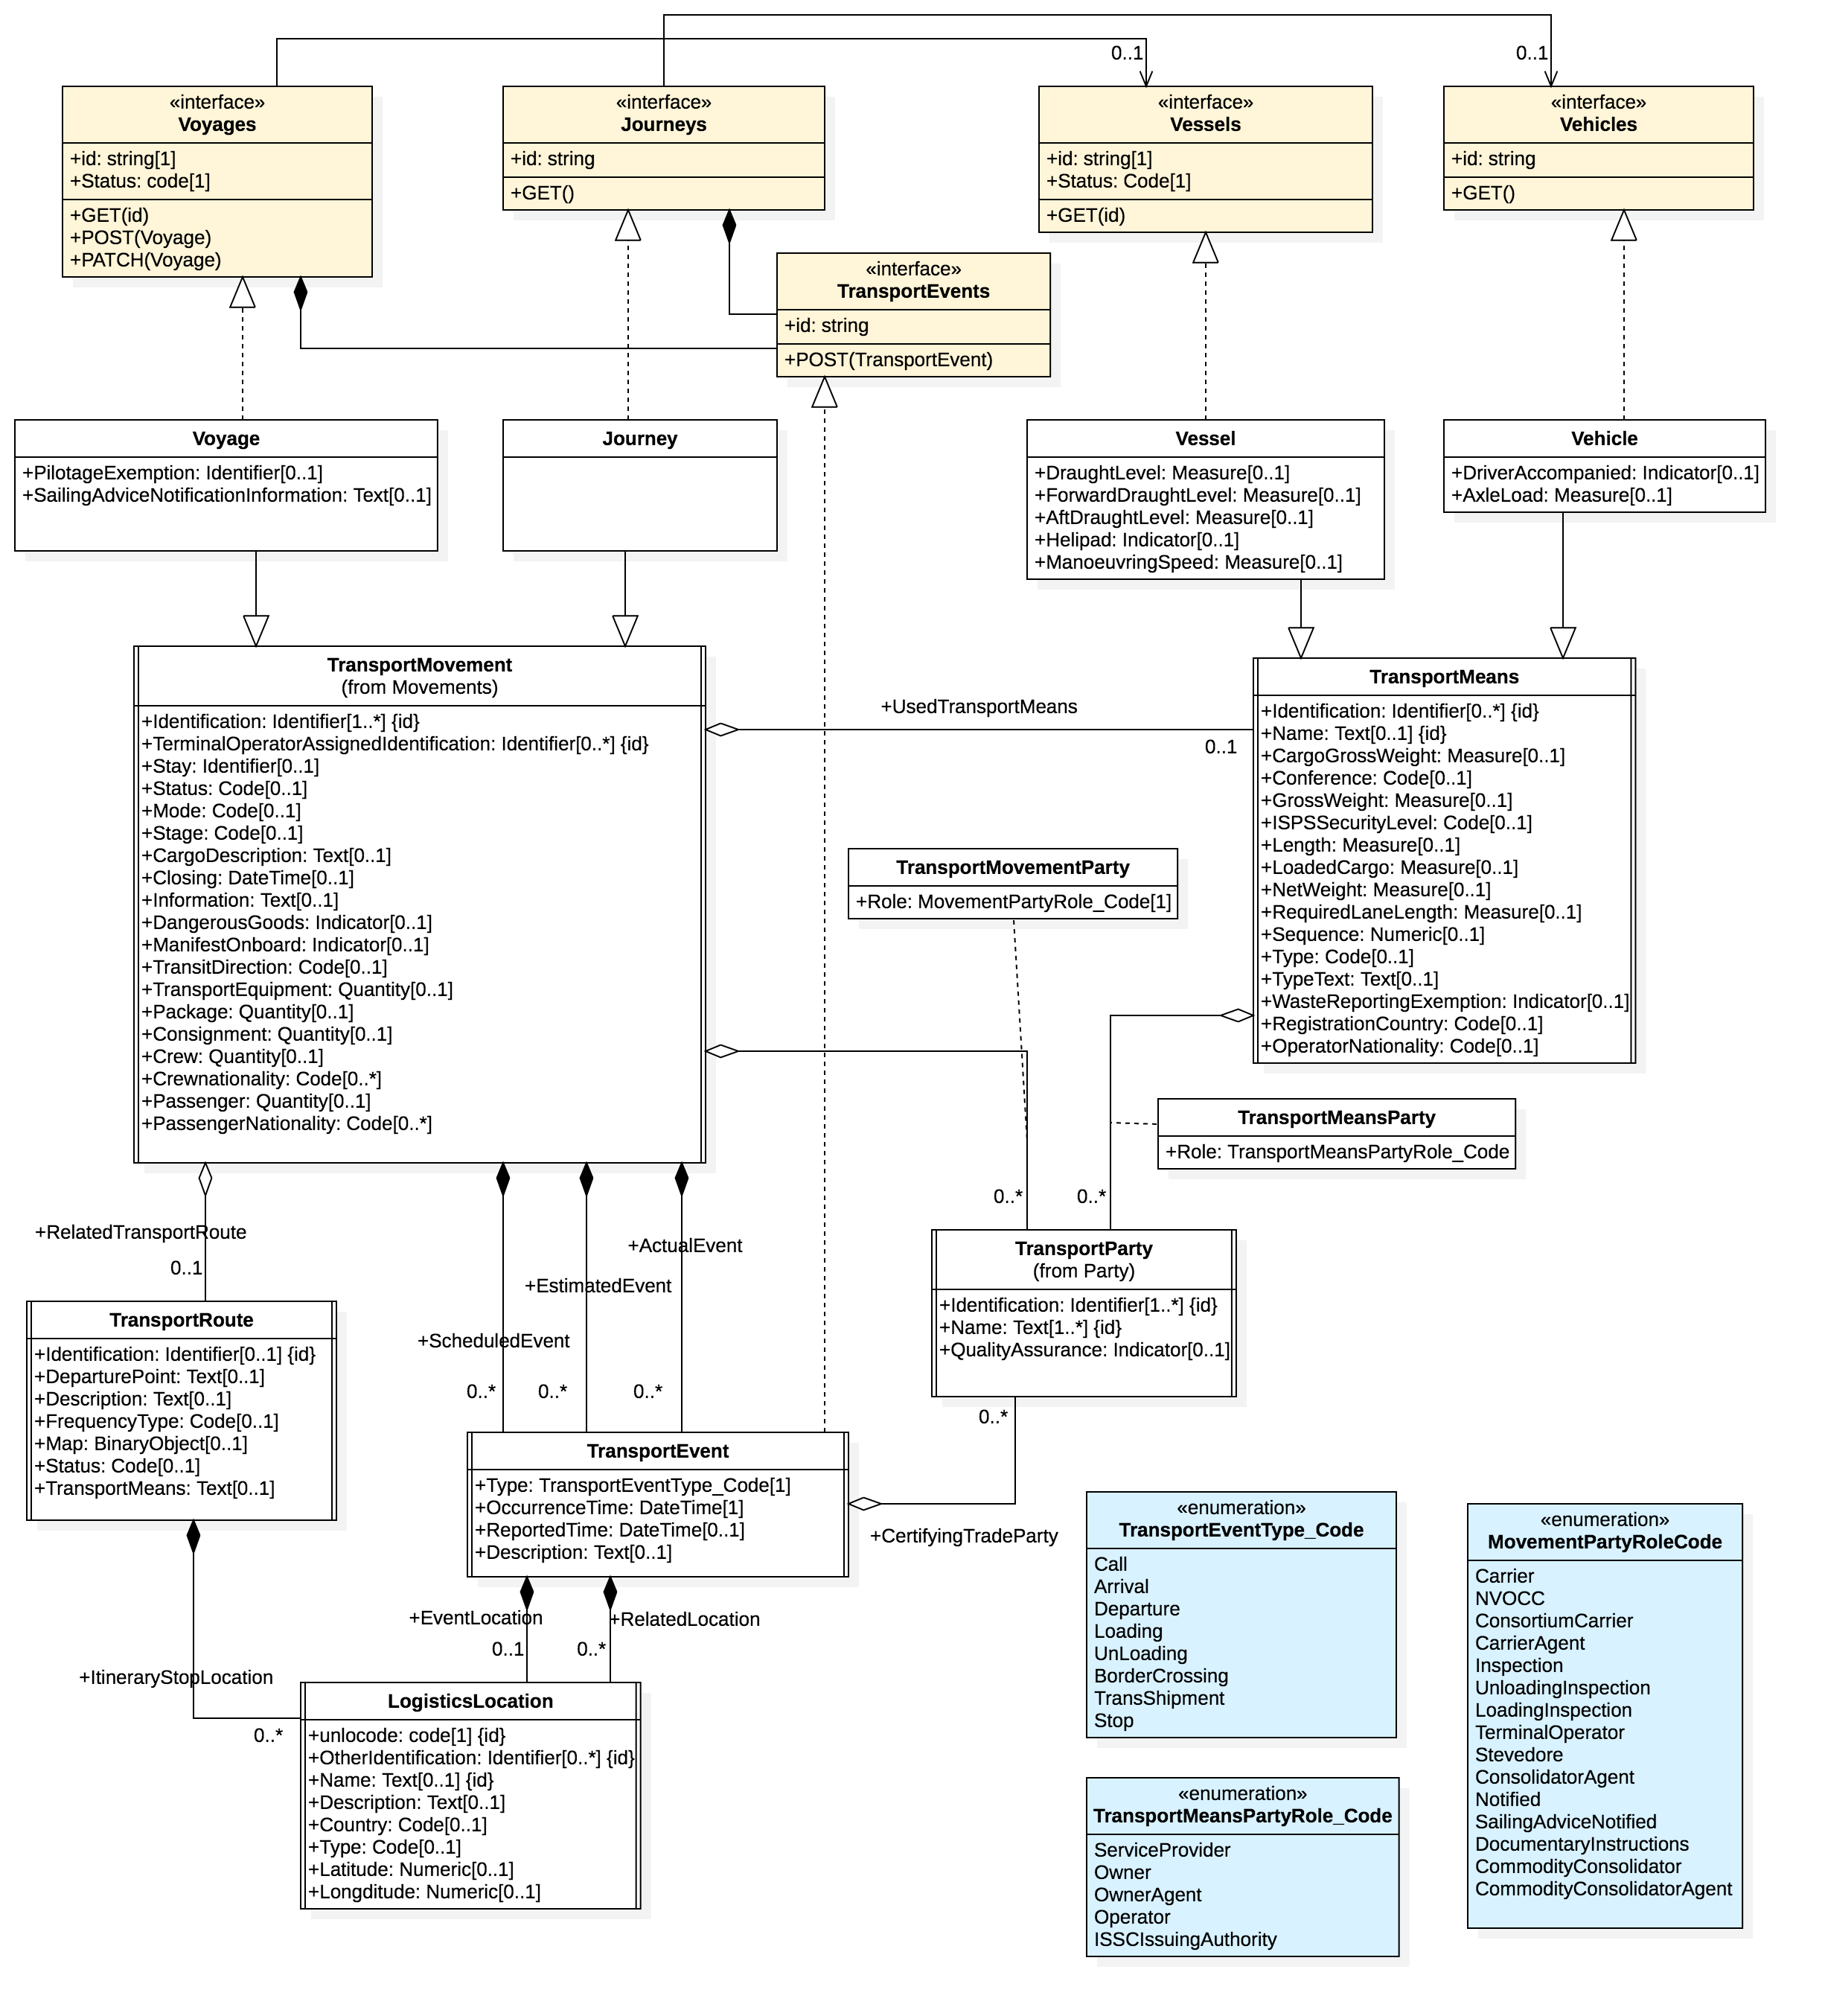 0..1
0..1
«interface»
Voyages
+id: string[1]
+Status: code[1]
+GET(id)
+POST(Voyage)
+PATCH(Voyage)
«interface»
Journeys
+id: string
+GET()
«interface»
Vessels
+id: string[1]
+Status: Code[1]
+GET(id)
«interface»
Vehicles
+id: string
+GET()
«interface»
TransportEvents
+id: string
+POST(TransportEvent)
Voyage
+PilotageExemption: Identifier[0..1]
+SailingAdviceNotificationInformation: Text[0..1]
Journey
Vessel
+DraughtLevel: Measure[0..1]
+ForwardDraughtLevel: Measure[0..1]
+AftDraughtLevel: Measure[0..1]
+Helipad: Indicator[0..1]
+ManoeuvringSpeed: Measure[0..1]
Vehicle
+DriverAccompanied: Indicator[0..1]
+AxleLoad: Measure[0..1]
TransportMovement
(from Movements)
+Identification: Identifier[1..*] {id}
+TerminalOperatorAssignedIdentification: Identifier[0..*] {id}
+Stay: Identifier[0..1]
+Status: Code[0..1]
+Mode: Code[0..1]
+Stage: Code[0..1]
+CargoDescription: Text[0..1]
+Closing: DateTime[0..1]
+Information: Text[0..1]
+DangerousGoods: Indicator[0..1]
+ManifestOnboard: Indicator[0..1]
+TransitDirection: Code[0..1]
+TransportEquipment: Quantity[0..1]
+Package: Quantity[0..1]
+Consignment: Quantity[0..1]
+Crew: Quantity[0..1]
+Crewnationality: Code[0..*]
+Passenger: Quantity[0..1]
+PassengerNationality: Code[0..*]
+UsedTransportMeans
0..1
TransportMeans
+Identification: Identifier[0..*] {id}
+Name: Text[0..1] {id}
+CargoGrossWeight: Measure[0..1]
+Conference: Code[0..1]
+GrossWeight: Measure[0..1]
+ISPSSecurityLevel: Code[0..1]
+Length: Measure[0..1]
+LoadedCargo: Measure[0..1]
+NetWeight: Measure[0..1]
+RequiredLaneLength: Measure[0..1]
+Sequence: Numeric[0..1]
+Type: Code[0..1]
+TypeText: Text[0..1]
+WasteReportingExemption: Indicator[0..1]
+RegistrationCountry: Code[0..1]
+OperatorNationality: Code[0..1]
TransportMovementParty
+Role: MovementPartyRole_Code[1]
TransportMeansParty
+Role: TransportMeansPartyRole_Code
0..*
0..*
+RelatedTransportRoute
0..1
+ActualEvent
+EstimatedEvent
+ScheduledEvent
0..*
0..*
0..*
TransportParty
(from Party)
+Identification: Identifier[1..*] {id}
+Name: Text[1..*] {id}
+QualityAssurance: Indicator[0..1]
0..*
TransportRoute
+Identification: Identifier[0..1] {id}
+DeparturePoint: Text[0..1]
+Description: Text[0..1]
+FrequencyType: Code[0..1]
+Map: BinaryObject[0..1]
+Status: Code[0..1]
+TransportMeans: Text[0..1]
TransportEvent
+Type: TransportEventType_Code[1]
+OccurrenceTime: DateTime[1]
+ReportedTime: DateTime[0..1]
+Description: Text[0..1]
+CertifyingTradeParty
+EventLocation
+RelatedLocation
0..1
0..*
+ItineraryStopLocation
0..*
LogisticsLocation
+unlocode: code[1] {id}
+OtherIdentification: Identifier[0..*] {id}
+Name: Text[0..1] {id}
+Description: Text[0..1]
+Country: Code[0..1]
+Type: Code[0..1]
+Latitude: Numeric[0..1]
+Longditude: Numeric[0..1]
«enumeration»
TransportEventType_Code
Call
Arrival
Departure
Loading
UnLoading
BorderCrossing
TransShipment
Stop
«enumeration»
TransportMeansPartyRole_Code
ServiceProvider
Owner
OwnerAgent
Operator
ISSCIssuingAuthority
«enumeration»
MovementPartyRoleCode
Carrier
NVOCC
ConsortiumCarrier
CarrierAgent
Inspection
UnloadingInspection
LoadingInspection
TerminalOperator
Stevedore
ConsolidatorAgent
Notified
SailingAdviceNotified
DocumentaryInstructions
CommodityConsolidator
CommodityConsolidatorAgent